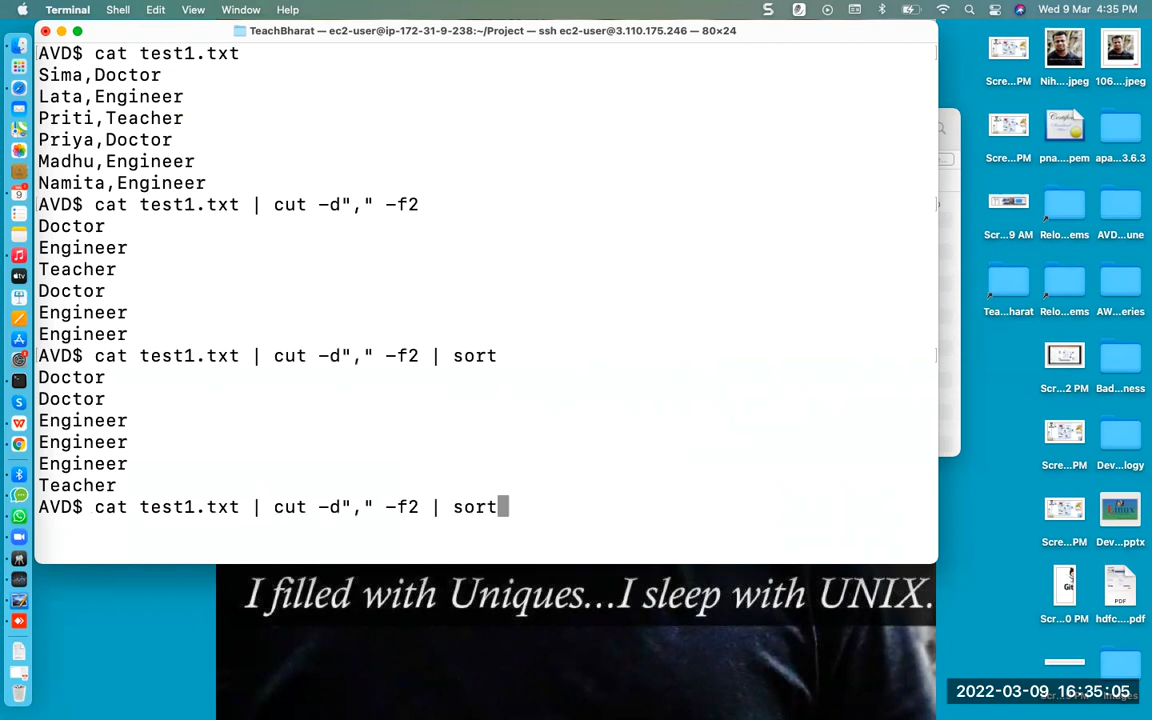 Terminal Shell Edit View Window Help
Wed 9 Mar 4:35 PM
TeachBharat — ec2-user@ip-172-31-9-238:~/Project — ssh ec2-user@3.110.175.246 — 80×24
AVD$ cat test1.txt
Sima,Doctor
Lata,Engineer
Priti,Teacher
Priya,Doctor
Madhu,Engineer
Namita,Engineer
AVD$ cat test1.txt | cut -d"," -f2
Doctor
Engineer
Teacher
Doctor
Engineer
Engineer
AVD$ cat test1.txt | cut -d"," -f2 | sort
Doctor
Doctor
Engineer
Engineer
Engineer
Teacher
AVD$ cat test1.txt | cut -d"," -f2 | sort
I filled with Uniques...I sleep with UNIX.
Scre...PM Nih....jpeg 106...jpeg
Scre...PM pna....pem apa...3.6.3
Scr...9 AM Relo...ems AVD...une
Tea...harat Relo...ems AW...eries
Scr...2 PM Bad...ness
Scre...PM Dev...logy
Scre...PM Dev...pptx
Git
PDF
Scr...0 PM hdfc....pdf
2022-03-09 16:35:05